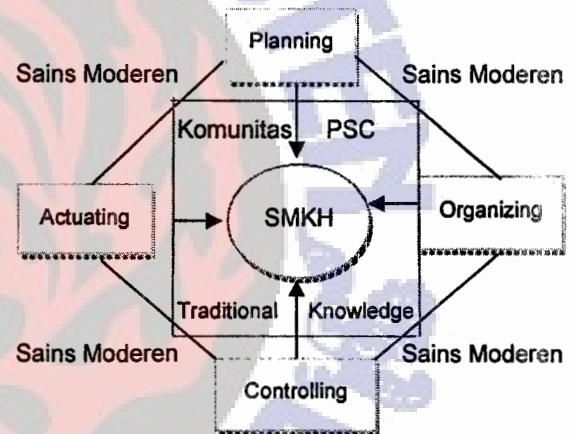 Planning
Sains Moderen
Sains Moderen
Komunitas
PSC
Actuating
SMKH
Organizing
Traditional
Knowledge
Sains Moderen
Sains Moderen
Controlling